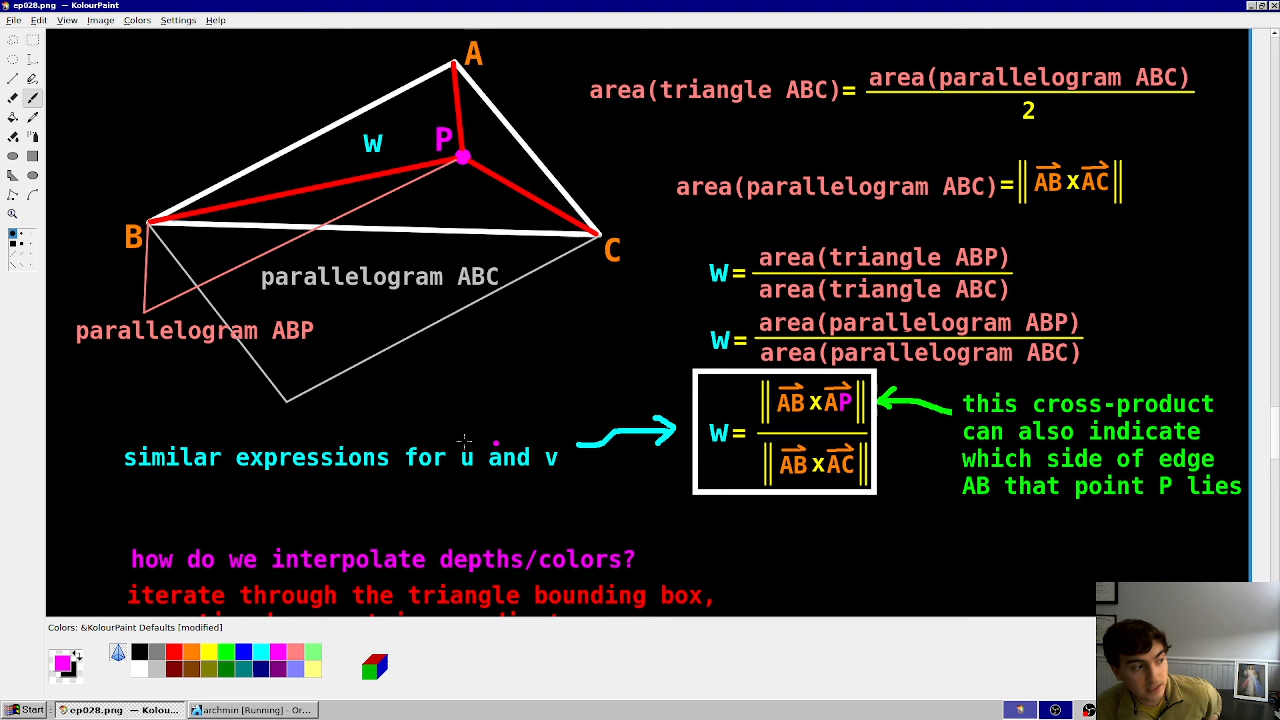 ep028.png — KolourPaint
File Edit View Image Colors Settings Help
A
area(triangle ABC)= area(parallelogram ABC)
2
W P
area(parallelogram ABC)=‖AB x AC‖
B
C
W= area(triangle ABP)
area(triangle ABC)
parallelogram ABC
parallelogram ABP
W= area(parallelogram ABP)
area(parallelogram ABC)
W= ‖AB x AP‖
‖AB x AC‖
this cross-product
can also indicate
which side of edge
AB that point P lies
similar expressions for u and v
how do we interpolate depths/colors?
iterate through the triangle bounding box,
Colors: &KolourPaint Defaults [modified]
Start ep028.png — Kolou... archmin [Running] - Or...